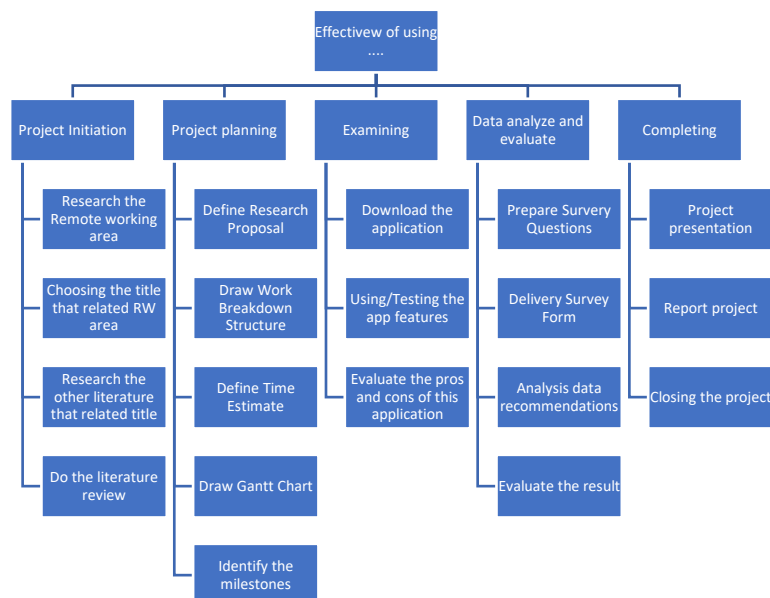 Effectivew of using
....
Project Initiation
Project planning
Examining
Data analyze and
evaluate
Completing
Research the
Remote working
area
Choosing the title
that related RW
area
Research the
other literature
that related title
Do the literature
review
Define Research
Proposal
Draw Work
Breakdown
Structure
Define Time
Estimate
Draw Gantt Chart
Identify the
milestones
Download the
application
Using/Testing the
app features
Evaluate the pros
and cons of this
application
Prepare Survery
Questions
Delivery Survey
Form
Analysis data
recommendations
Evaluate the result
Project
presentation
Report project
Closing the project